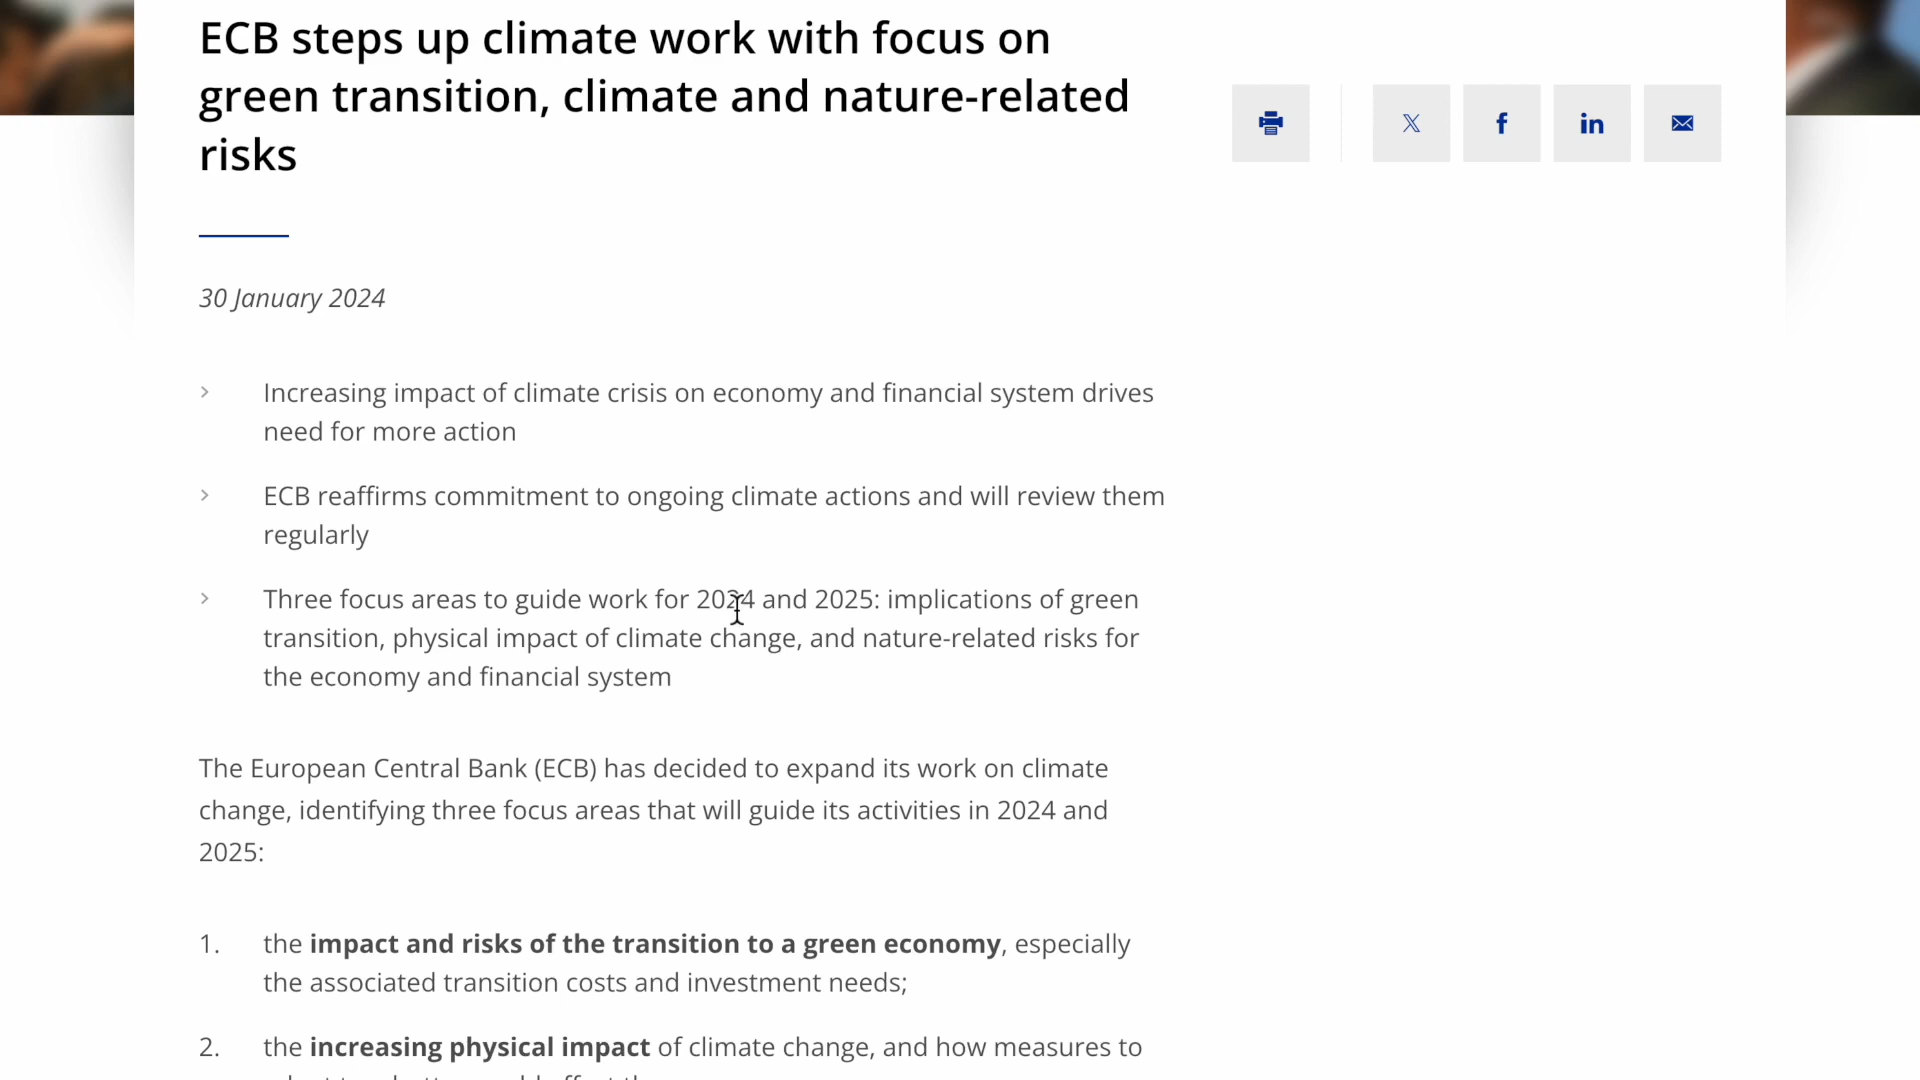 ECB steps up climate work with focus on
green transition, climate and nature-related
risks
30 January 2024
Increasing impact of climate crisis on economy and financial system drives
need for more action
ECB reaffirms commitment to ongoing climate actions and will review them
regularly
Three focus areas to guide work for 2024 and 2025: implications of green
transition, physical impact of climate change, and nature-related risks for
the economy and financial system
The European Central Bank (ECB) has decided to expand its work on climate
change, identifying three focus areas that will guide its activities in 2024 and
2025:
1. the impact and risks of the transition to a green economy, especially
the associated transition costs and investment needs;
2. the increasing physical impact of climate change, and how measures to